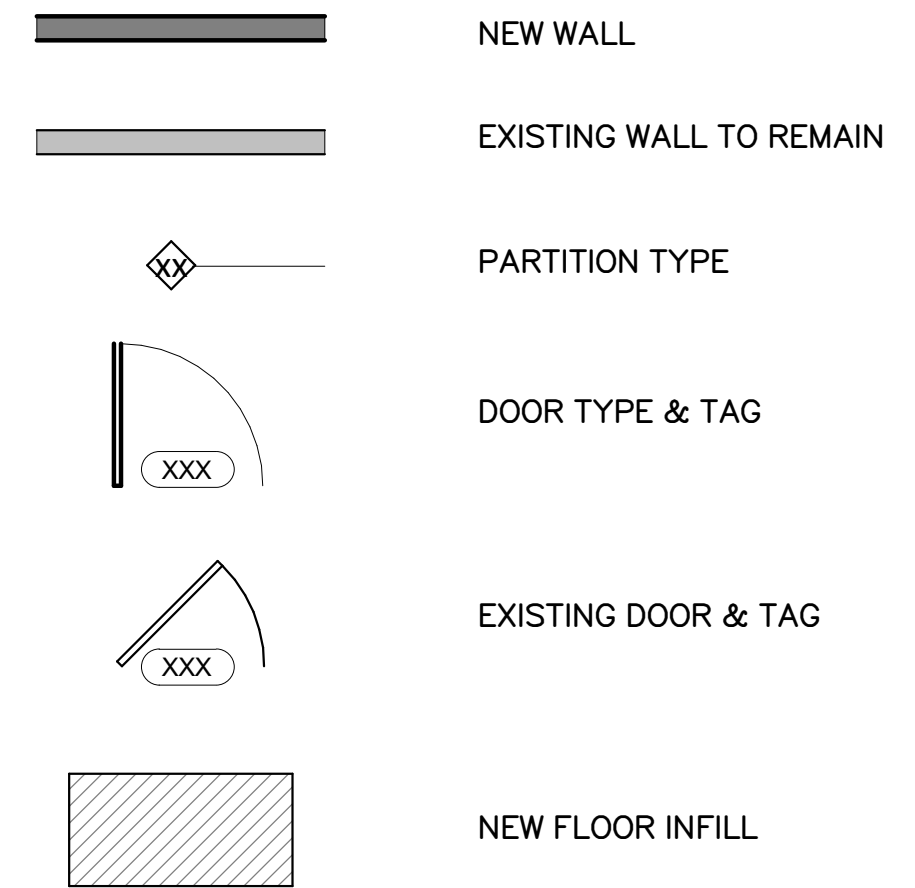 NEW WALL
EXISTING WALL TO REMAIN
XX
PARTITION TYPE
DOOR TYPE & TAG
XXX
EXISTING DOOR & TAG
XXX
NEW FLOOR INFILL